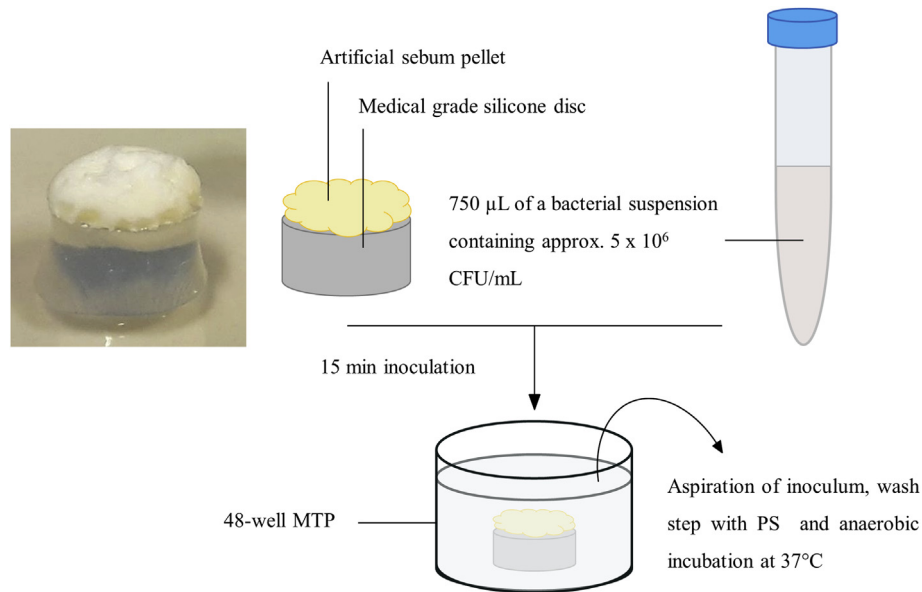 Artificial sebum pellet
Medical grade silicone disc
750 µL of a bacterial suspension
containing approx. 5 x 10⁶
CFU/mL
15 min inoculation
48-well MTP
Aspiration of inoculum, wash
step with PS and anaerobic
incubation at 37°C